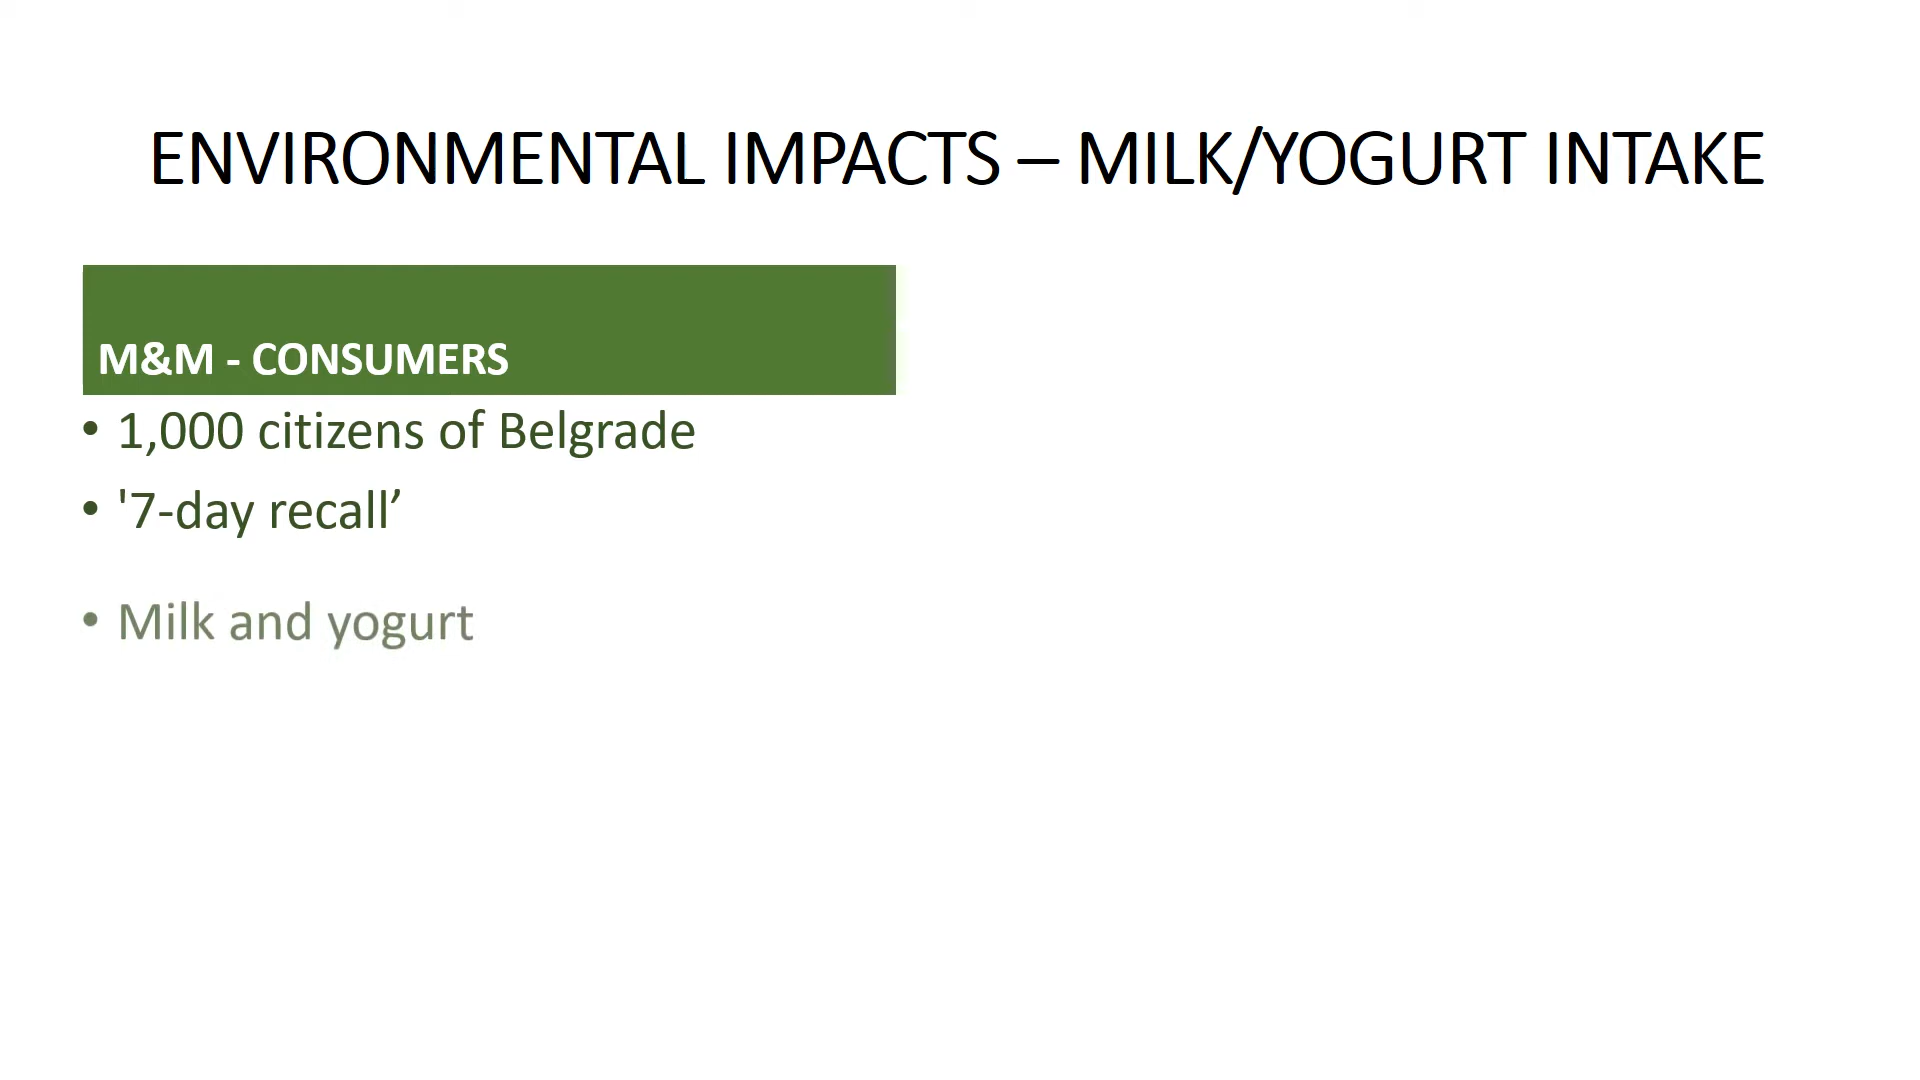 ENVIRONMENTAL IMPACTS – MILK/YOGURT INTAKE
M&M - CONSUMERS
• 1,000 citizens of Belgrade
• '7-day recall’
• Milk and yogurt